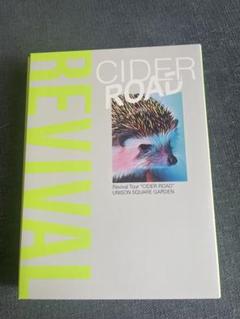 REVIVAL
CIDER
ROAD
Revival Tour "CIDER ROAD"
UNISON SQUARE GARDEN